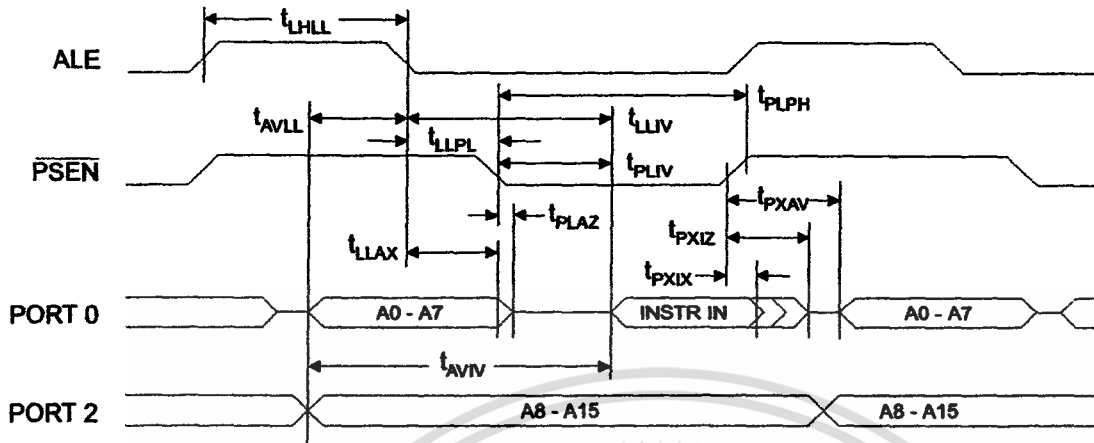 tLHLL
ALE
tPLPH
tAVLL
tLLIV
tLLPL
PSEN
tPLIV
tPXAV
tPLAZ
tLLAX
tPXIZ
tPXIX
PORT 0
A0 - A7
INSTR IN
A0 - A7
tAVIV
PORT 2
A8 - A15
A8 - A15